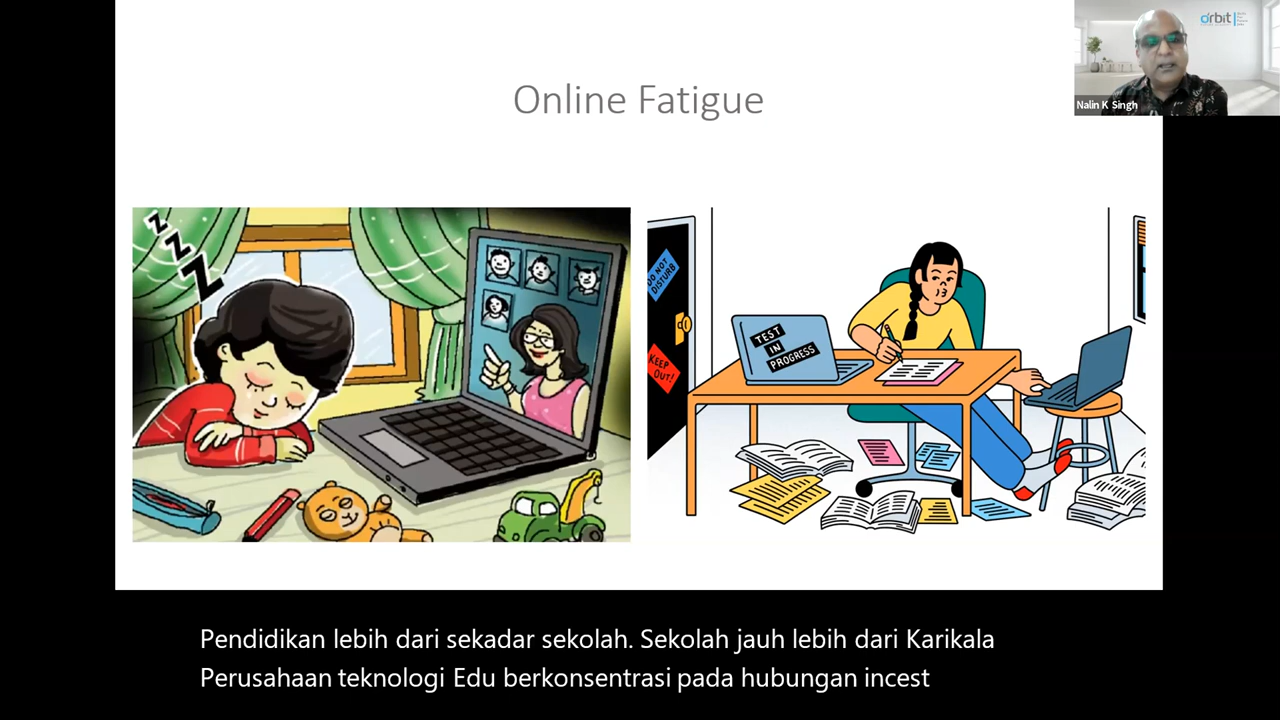 orbit
Nalin K Singh
Online Fatigue
z
z
Z
DO NOT
DISTURB
KEEP
OUT!
TEST
IN
PROGRESS
Pendidikan lebih dari sekadar sekolah. Sekolah jauh lebih dari Karikala
Perusahaan teknologi Edu berkonsentrasi pada hubungan incest